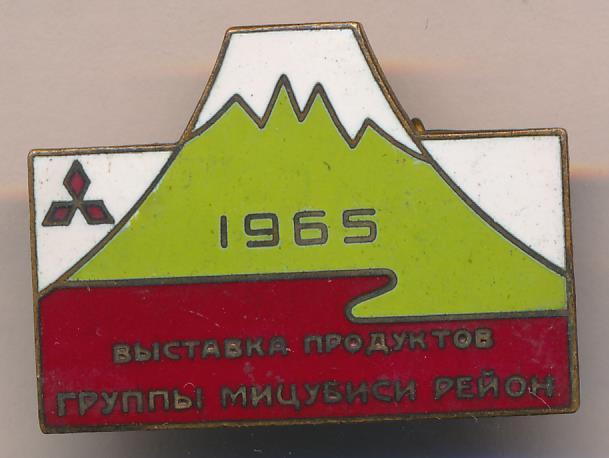 1965
ВЫСТАВКА ПРОДУКТОВ
ГРУППЫ МИЦУБИСИ РЕЙОН